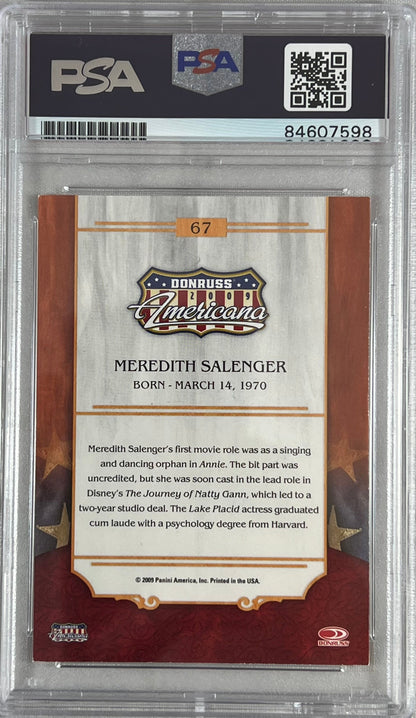 PSA
PSA
84607598
67
DONRUSS
2009
Americana
MEREDITH SALENGER
BORN - MARCH 14, 1970
Meredith Salenger's first movie role was as a singing
and dancing orphan in Annie. The bit part was
uncredited, but she was soon cast in the lead role in
Disney's The Journey of Natty Gann, which led to a
two-year studio deal. The Lake Placid actress graduated
cum laude with a psychology degree from Harvard.
© 2009 Panini America, Inc. Printed in the USA.
DONRUSS
Americana
DONRUSS